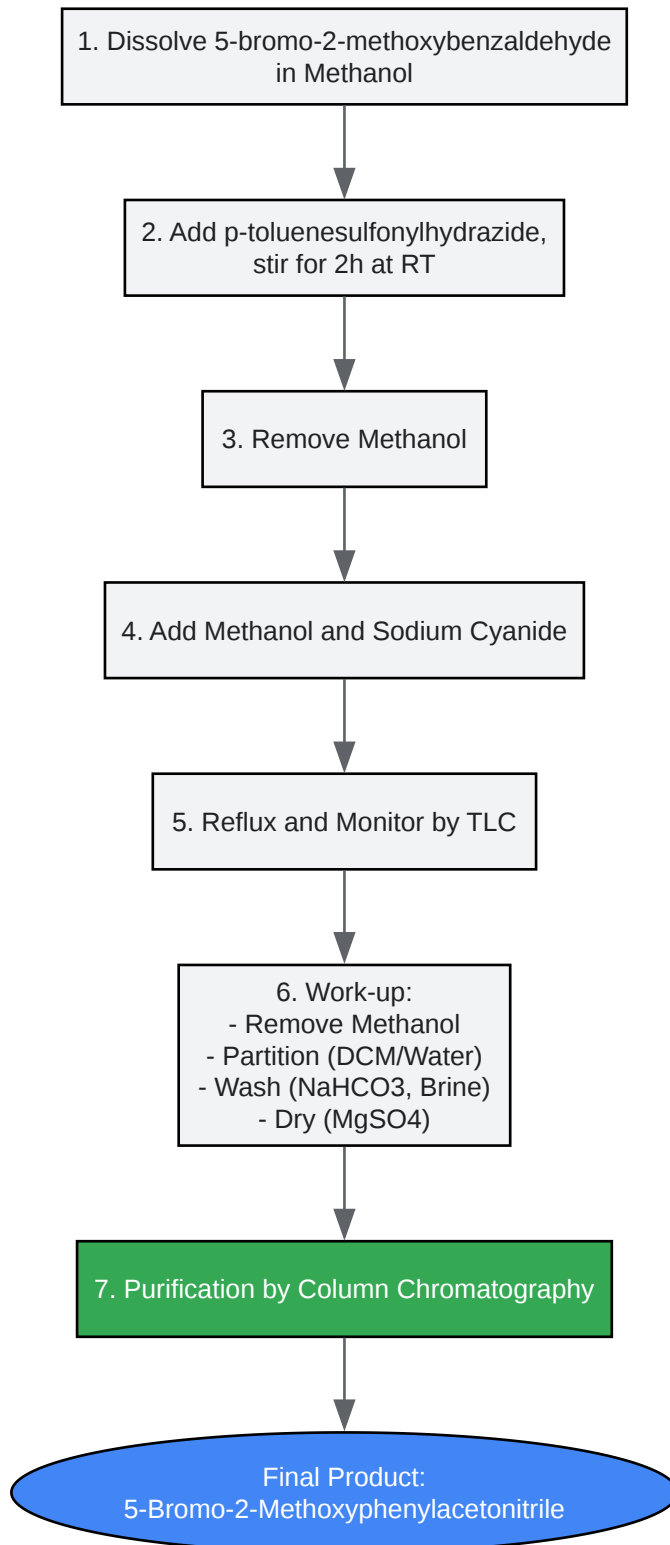 1. Dissolve 5-bromo-2-methoxybenzaldehyde
in Methanol
2. Add p-toluenesulfonylhydrazide,
stir for 2h at RT
3. Remove Methanol
4. Add Methanol and Sodium Cyanide
5. Reflux and Monitor by TLC
6. Work-up:
- Remove Methanol
- Partition (DCM/Water)
- Wash (NaHCO3, Brine)
- Dry (MgSO4)
7. Purification by Column Chromatography
Final Product:
5-Bromo-2-Methoxyphenylacetonitrile